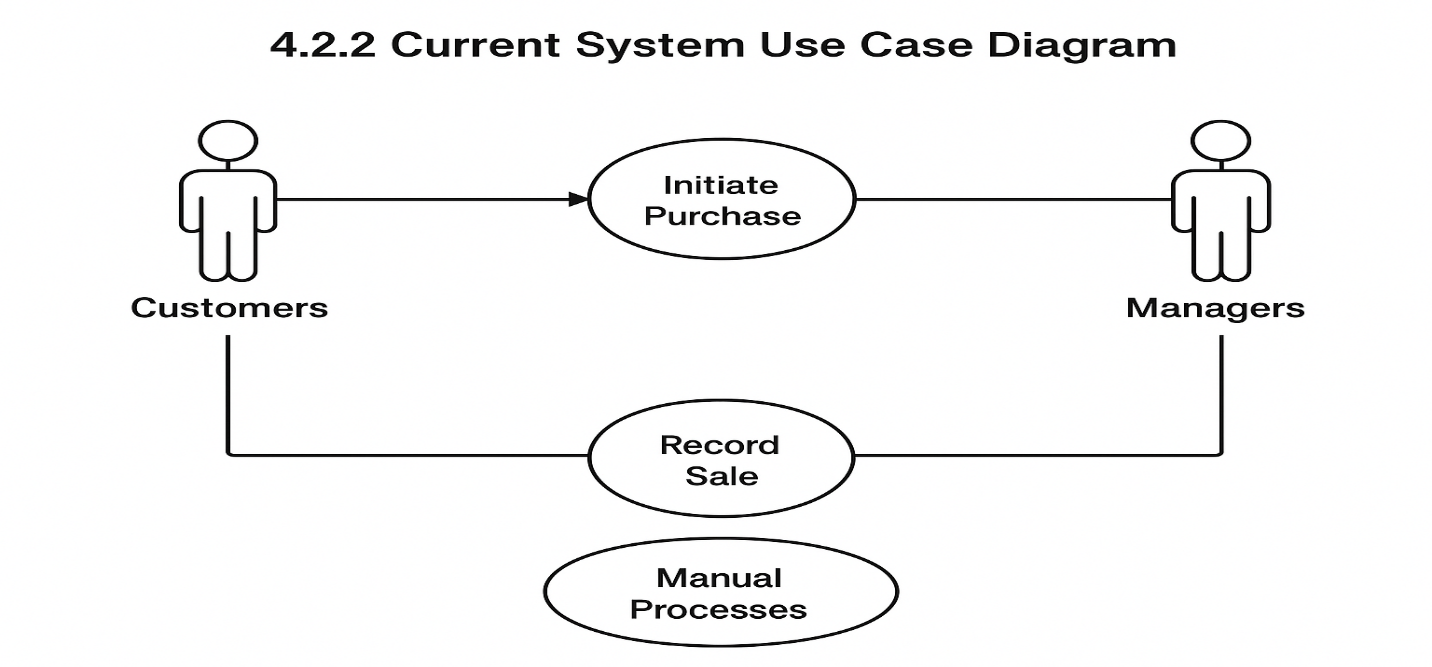 4.2.2 Current System Use Case Diagram
Initiate
Purchase
Customers
Managers
Record
Sale
Manual
Processes